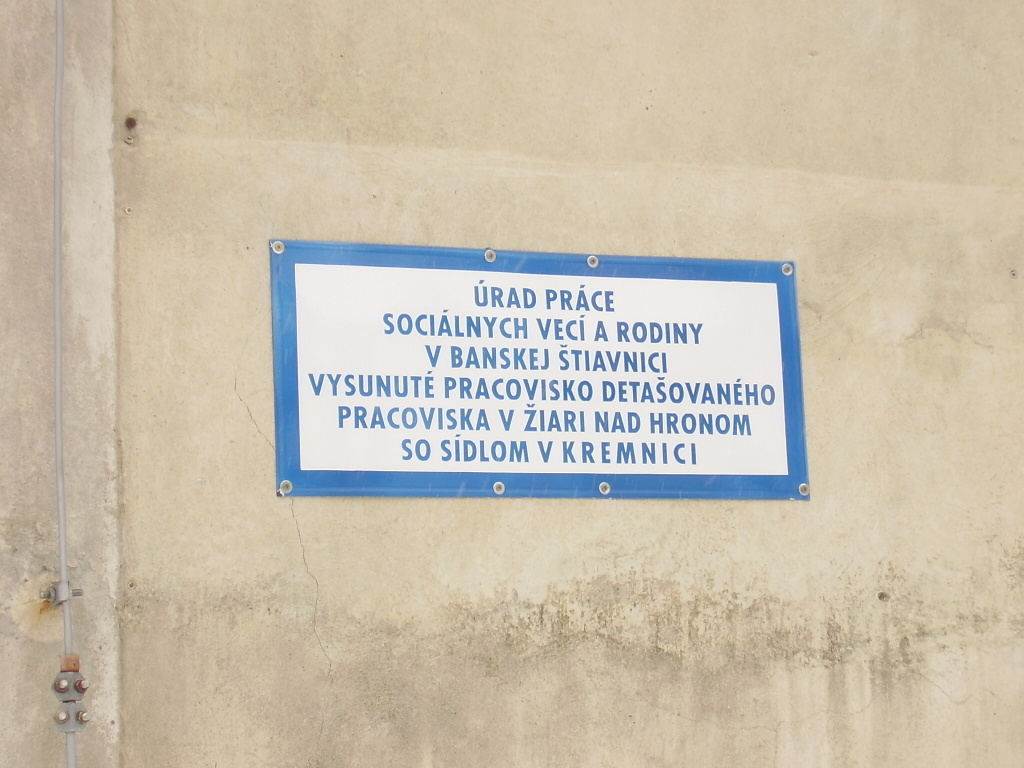 ÚRAD PRÁCE
SOCIÁLNYCH VECÍ A RODINY
V BANSKEJ ŠTIAVNICI
VYSUNUTÉ PRACOVISKO DETAŠOVANÉHO
PRACOVISKA V ŽIARI NAD HRONOM
SO SÍDLOM V KREMNICI